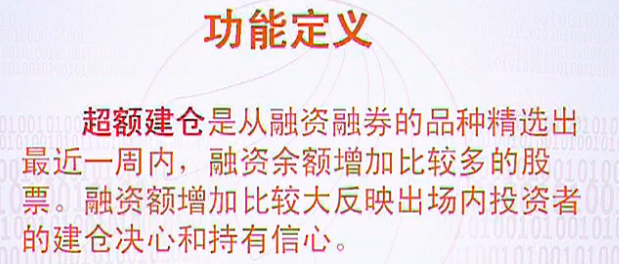 功能定义
超额建仓是从融资融券的品种精选出
最近一周内，融资余额增加比较多的股
票。融资额增加比较大反映出场内投资者
的建仓决心和持有信心。